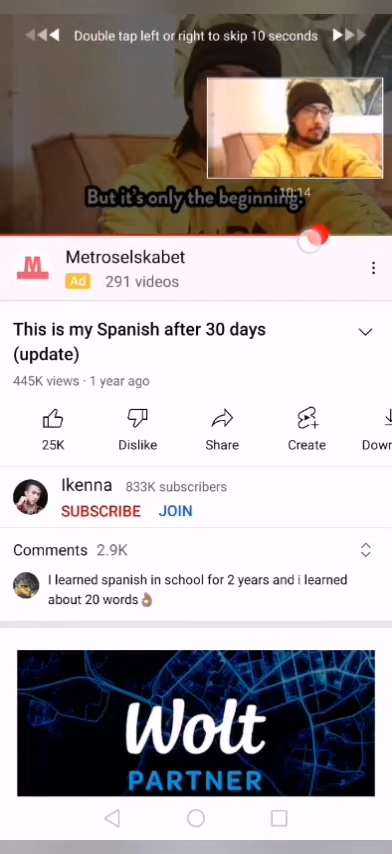 Double tap left or right to skip 10 seconds
But it's only the beginning.
10:14
Metroselskabet
Ad 291 videos
This is my Spanish after 30 days
(update)
445K views · 1 year ago
25K Dislike Share Create Down
Ikenna 833K subscribers
SUBSCRIBE JOIN
Comments 2.9K
I learned spanish in school for 2 years and i learned
about 20 words👌🏽
Wolt
PARTNER